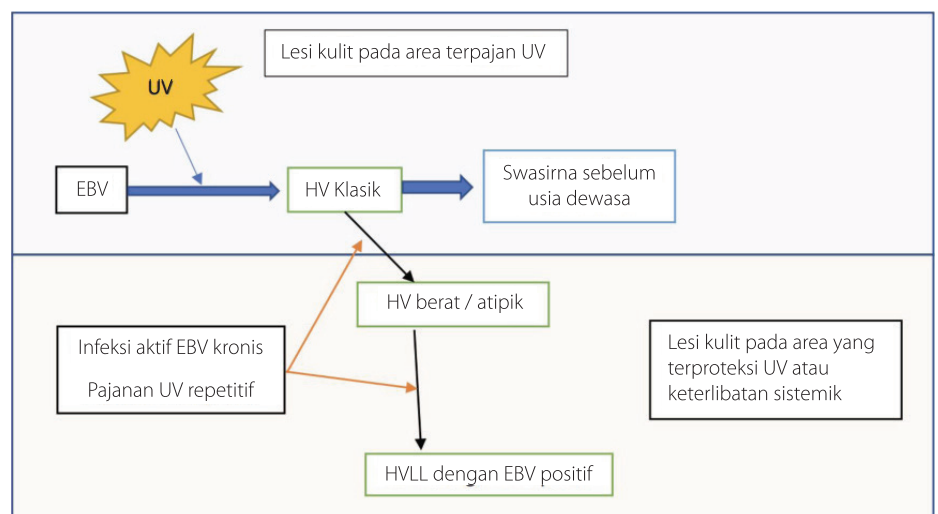 Lesi kulit pada area terpajan UV
UV
EBV
HV Klasik
Swasirna sebelum
usia dewasa
HV berat / atipik
Infeksi aktif EBV kronis
Pajanan UV repetitif
Lesi kulit pada area yang
terproteksi UV atau
keterlibatan sistemik
HVLL dengan EBV positif